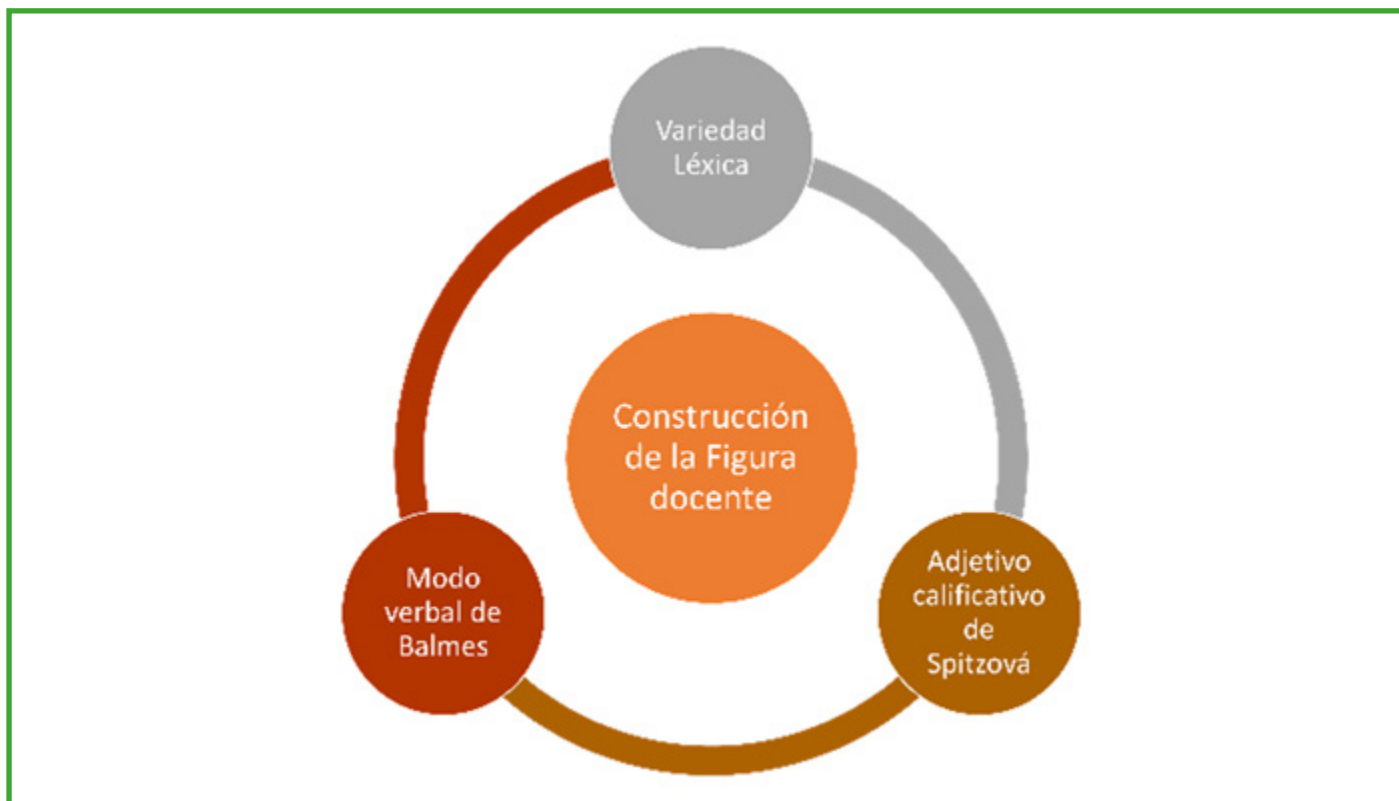 Variedad
Léxica
Construcción
de la Figura
docente
Modo
verbal de
Balmes
Adjetivo
calificativo
de
Spitzová